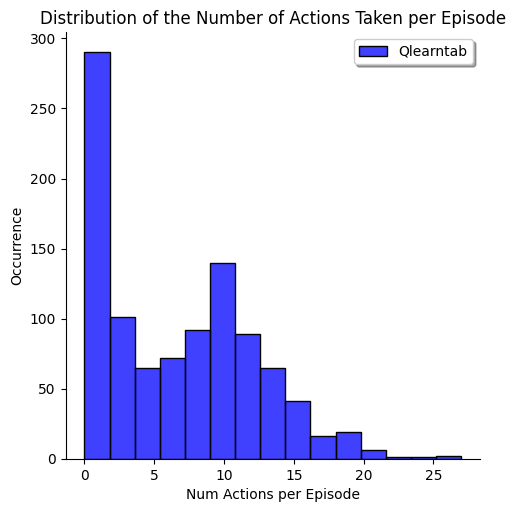 Distribution of the Number of Actions Taken per Episode
Qlearntab
300
250
200
150
100
50
0
Occurrence
0 5 10 15 20 25
Num Actions per Episode